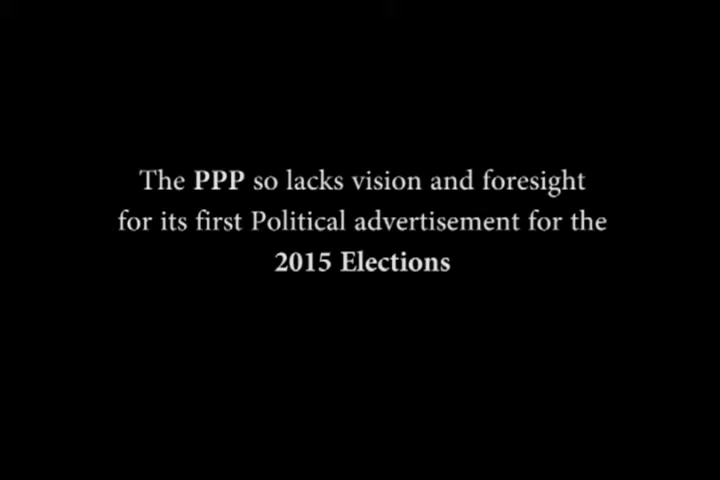 The PPP so lacks vision and foresight
for its first Political advertisement for the
2015 Elections